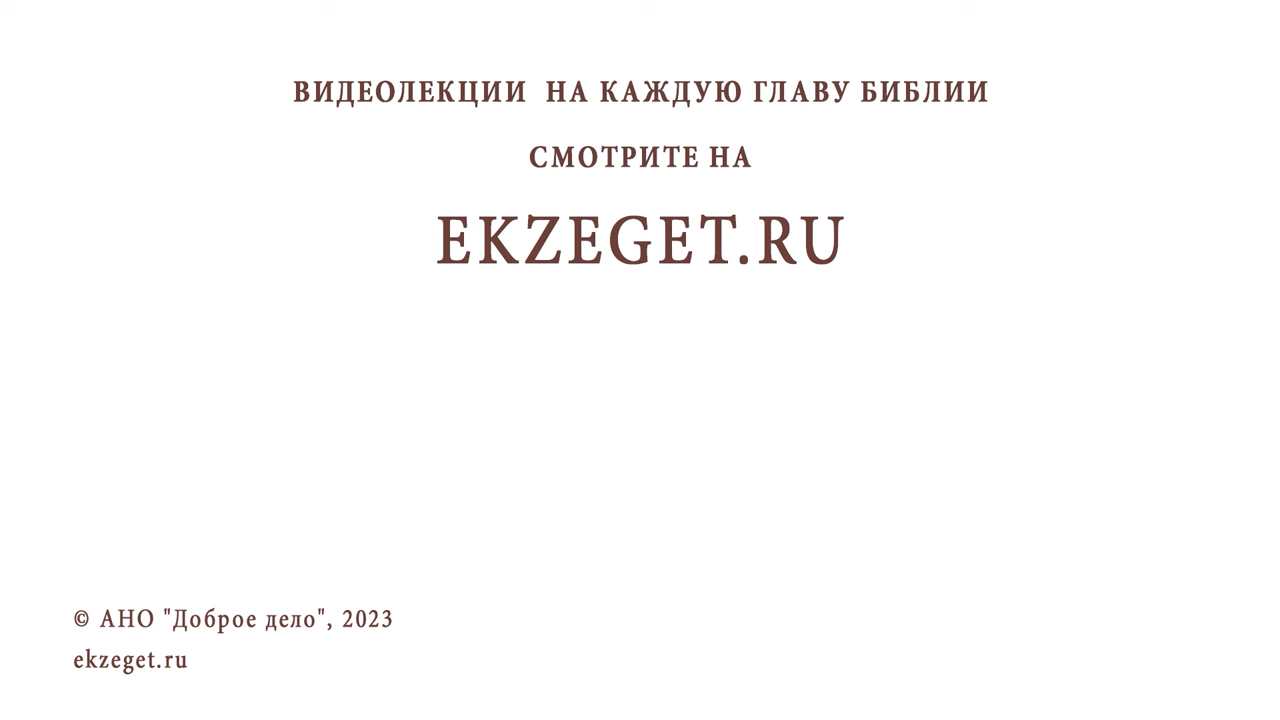 ВИДЕОЛЕКЦИИ НА КАЖДУЮ ГЛАВУ БИБЛИИ
СМОТРИТЕ НА
EKZEGET.RU
© АНО "Доброе дело", 2023
ekzeget.ru